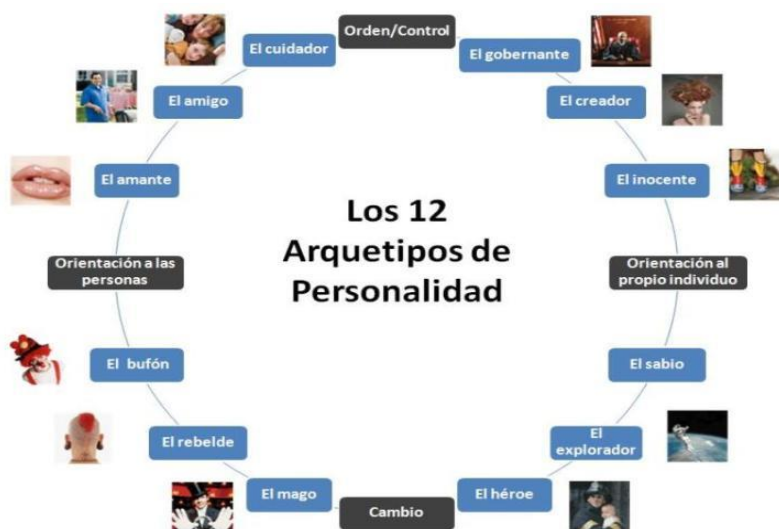 Orden/Control
El cuidador
El gobernante
El amigo
El creador
El amante
El inocente
Los 12
Arquetipos de
Personalidad
Orientación a las
personas
Orientación al
propio individuo
El bufón
El sabio
El rebelde
El
explorador
El mago
El héroe
Cambio